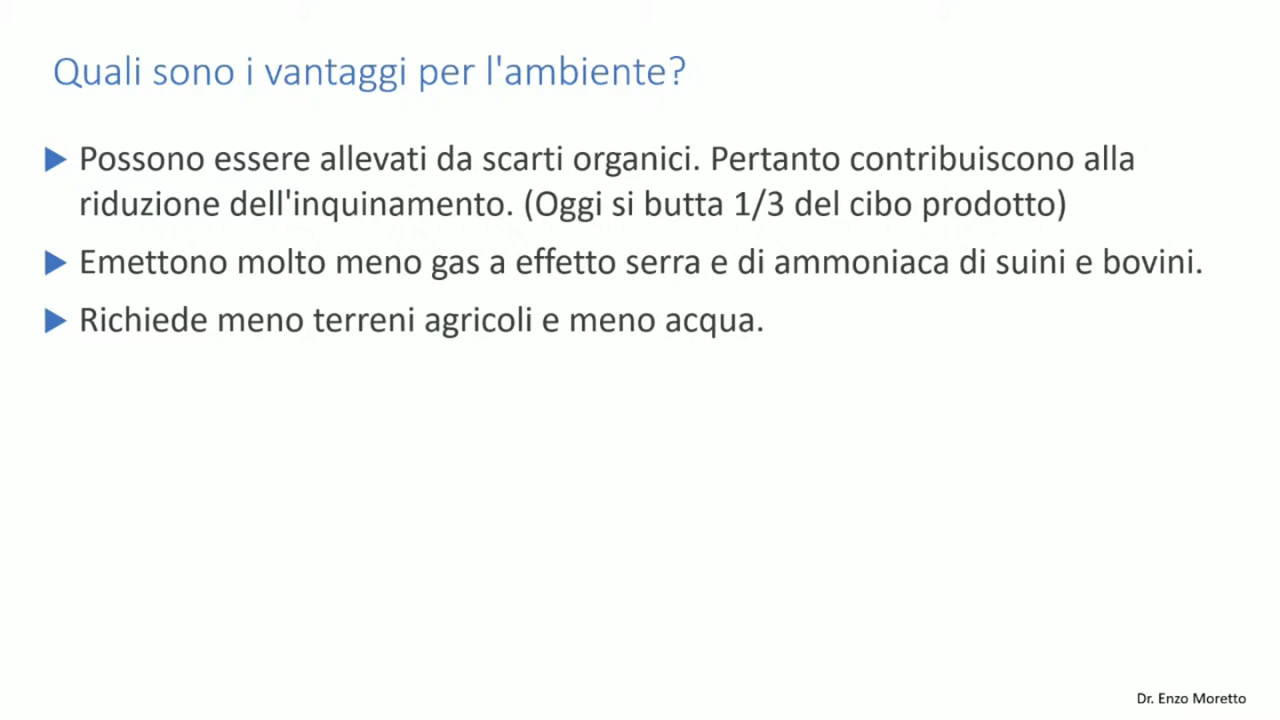 Quali sono i vantaggi per l'ambiente?
Possono essere allevati da scarti organici. Pertanto contribuiscono alla
riduzione dell'inquinamento. (Oggi si butta 1/3 del cibo prodotto)
Emettono molto meno gas a effetto serra e di ammoniaca di suini e bovini.
Richiede meno terreni agricoli e meno acqua.
Dr. Enzo Moretto